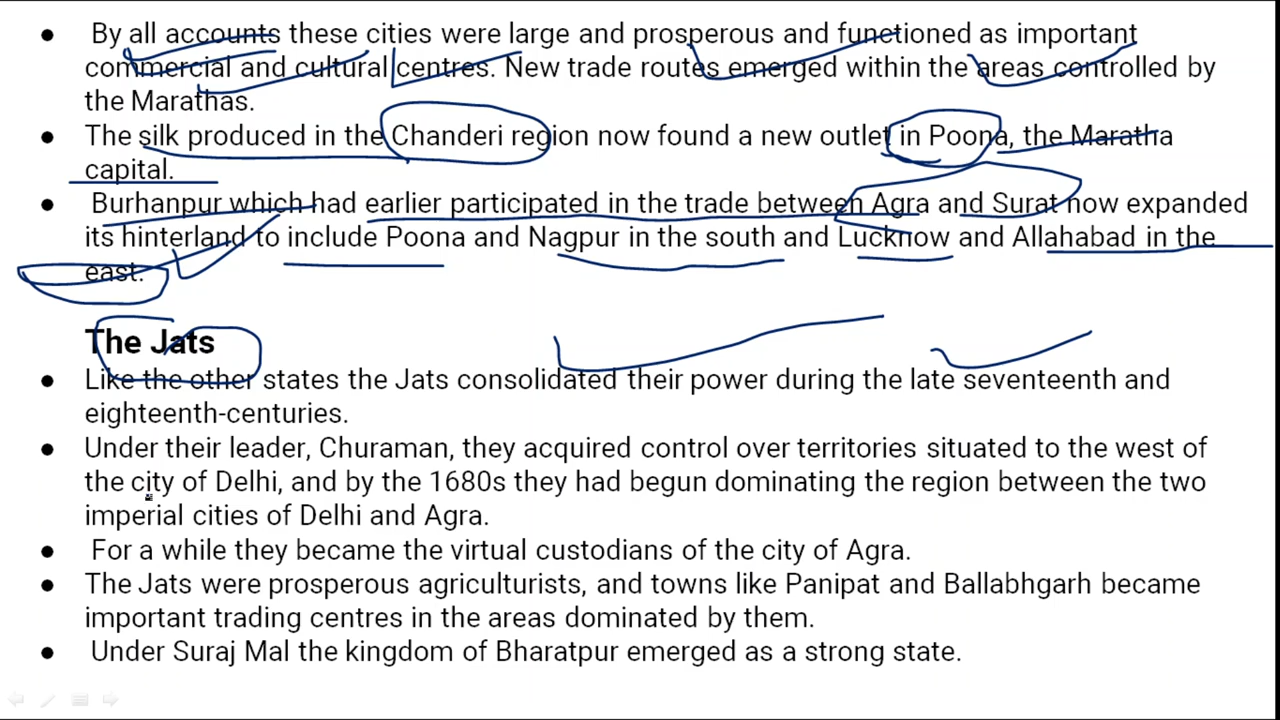 ● By all accounts these cities were large and prosperous and functioned as important
commercial and cultural centres. New trade routes emerged within the areas controlled by
the Marathas.
● The silk produced in the Chanderi region now found a new outlet in Poona, the Maratha
capital.
● Burhanpur which had earlier participated in the trade between Agra and Surat now expanded
its hinterland to include Poona and Nagpur in the south and Lucknow and Allahabad in the
east.
The Jats
● Like the other states the Jats consolidated their power during the late seventeenth and
eighteenth-centuries.
● Under their leader, Churaman, they acquired control over territories situated to the west of
the city of Delhi, and by the 1680s they had begun dominating the region between the two
imperial cities of Delhi and Agra.
● For a while they became the virtual custodians of the city of Agra.
● The Jats were prosperous agriculturists, and towns like Panipat and Ballabhgarh became
important trading centres in the areas dominated by them.
● Under Suraj Mal the kingdom of Bharatpur emerged as a strong state.